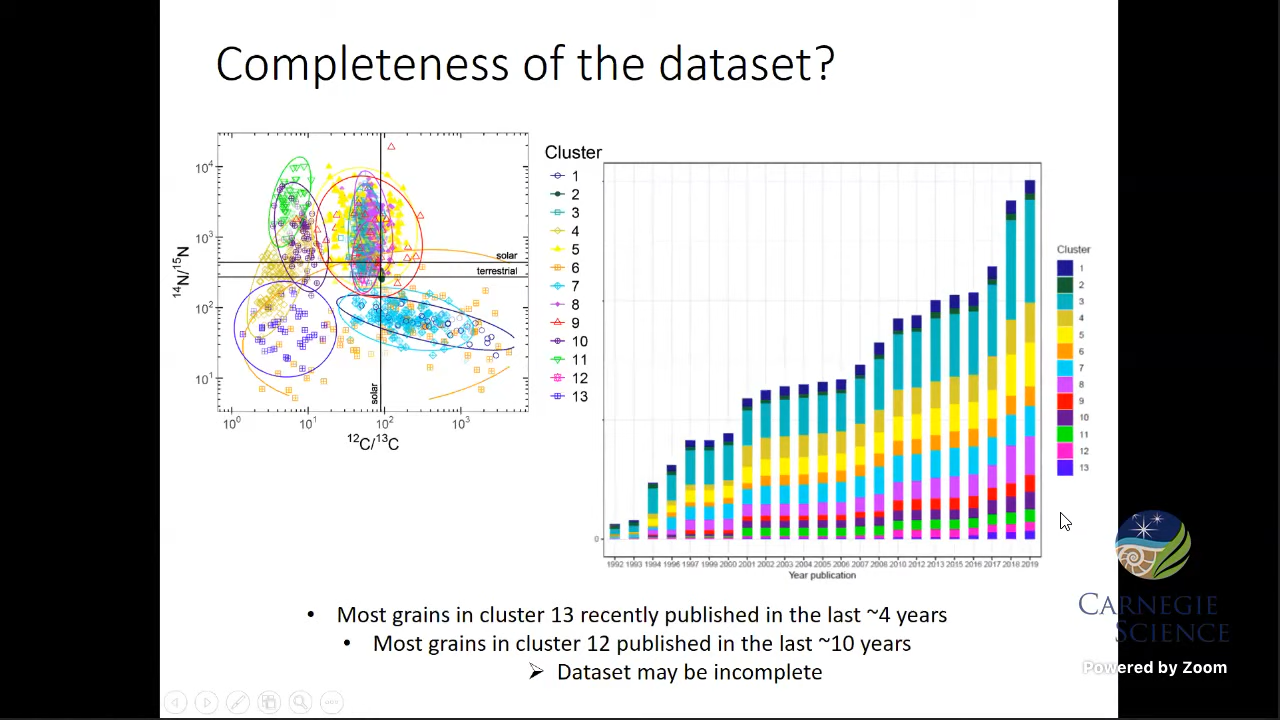 Completeness of the dataset?
10⁴
10³
10²
10¹
¹⁴N/¹⁵N
solar
terrestrial
solar
10⁰ 10¹ 10² 10³
¹²C/¹³C
Cluster
1
2
3
4
5
6
7
8
9
10
11
12
13
0
1992 1993 1994 1996 1997 1999 2000 2001 2002 2003 2004 2005 2006 2007 2008 2010 2012 2013 2015 2016 2017 2018 2019
Year publication
Cluster
1
2
3
4
5
6
7
8
9
10
11
12
13
• Most grains in cluster 13 recently published in the last ~4 years
• Most grains in cluster 12 published in the last ~10 years
➢ Dataset may be incomplete
CARNEGIE
SCIENCE
Powered by Zoom